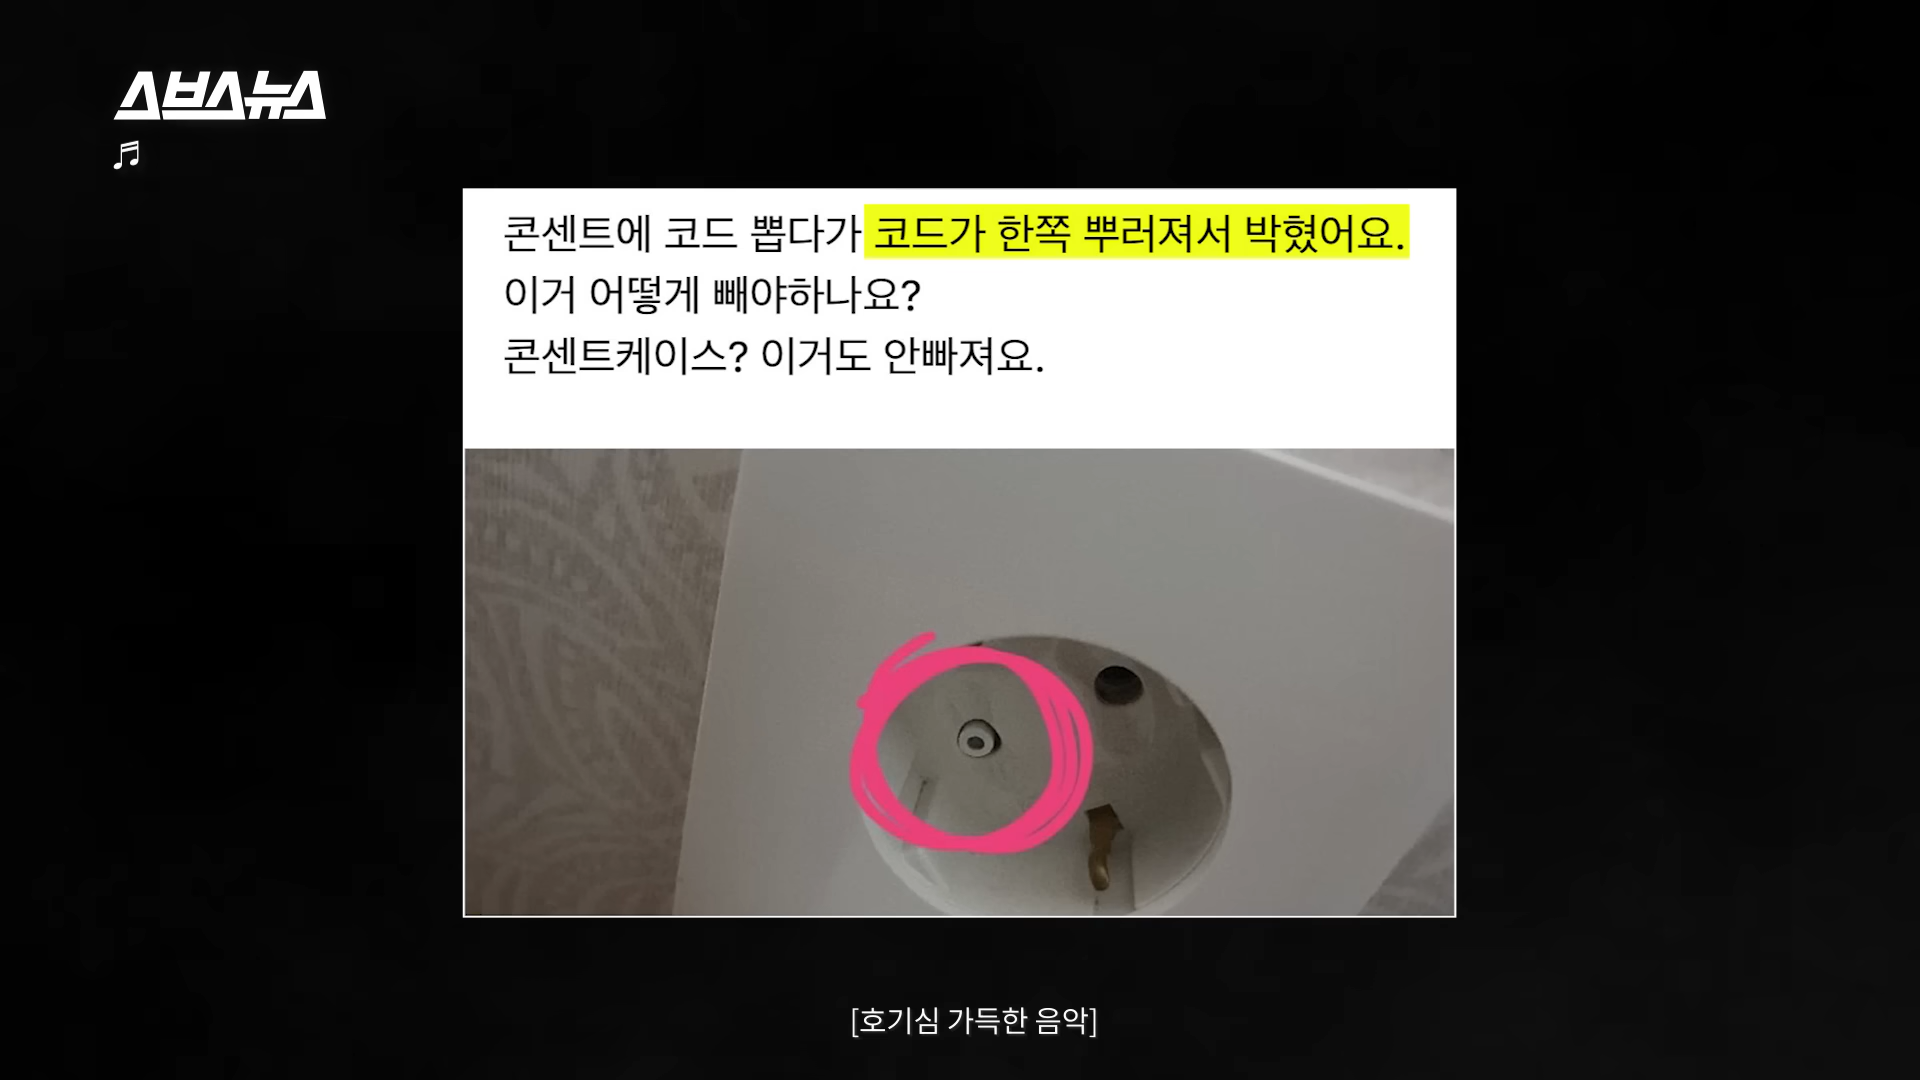 스브스뉴스
♬
콘센트에 코드 뽑다가 코드가 한쪽 뿌러져서 박혔어요.
이거 어떻게 빼야하나요?
콘센트케이스? 이거도 안빠져요.
[호기심 가득한 음악]